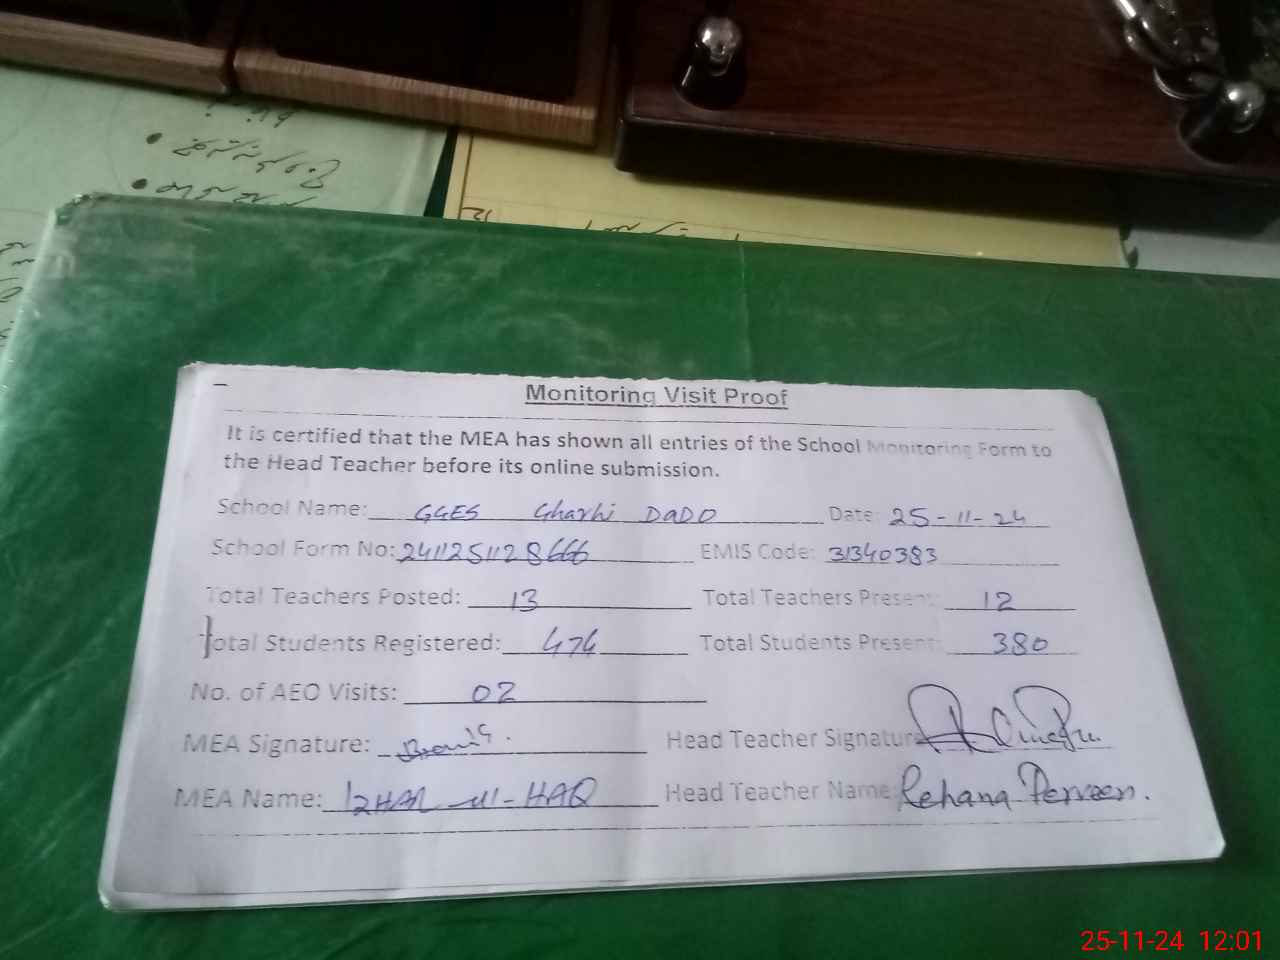 Monitoring Visit Proof
It is certified that the MEA has shown all entries of the School Monitoring Form to
the Head Teacher before its online submission.
School Name: GGES Gharhi DADO Date: 25-11-24
School Form No: 2411251128666 EMIS Code: 31340383
Total Teachers Posted: 13 Total Teachers Present: 12
Total Students Registered: 474 Total Students Present: 380
No. of AEO Visits: 02
MEA Signature: Head Teacher Signature
MEA Name: IZHAR-ul-HAQ Head Teacher Name: Rehana Perveen.
25-11-24 12:01